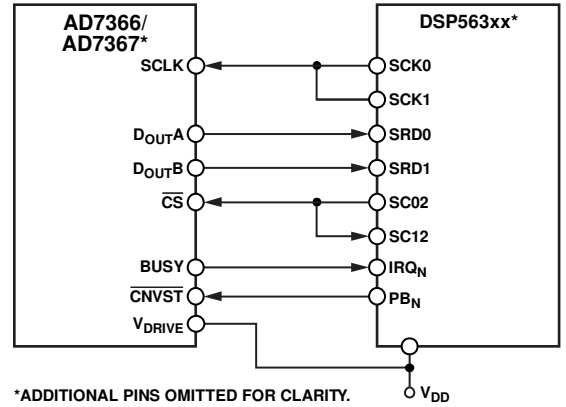 AD7366/
AD7367*
DSP563xx*
SCLK
SCK0
SCK1
DOUTA
SRD0
DOUTB
SRD1
CS
SC02
SC12
BUSY
IRQN
CNVST
PBN
VDRIVE
*ADDITIONAL PINS OMITTED FOR CLARITY.
VDD